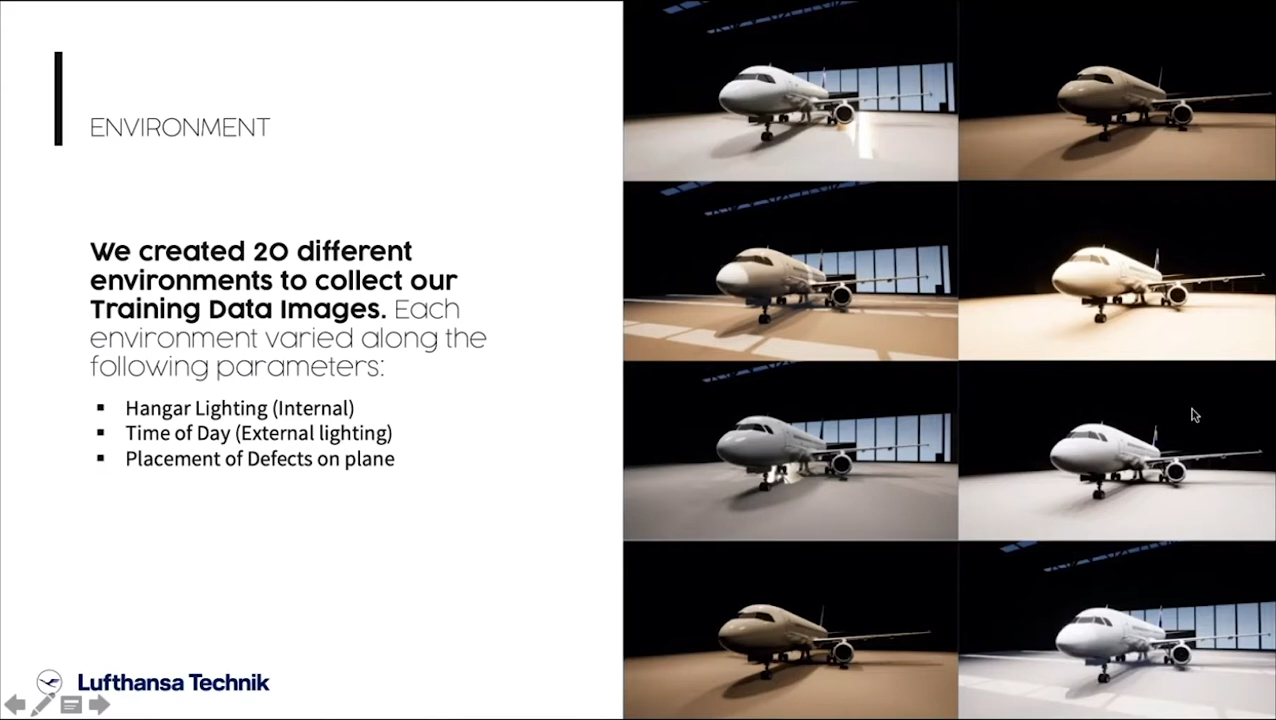 ENVIRONMENT
We created 20 different
environments to collect our
Training Data Images. Each
environment varied along the
following parameters:
▪ Hangar Lighting (Internal)
▪ Time of Day (External lighting)
▪ Placement of Defects on plane
Lufthansa Technik